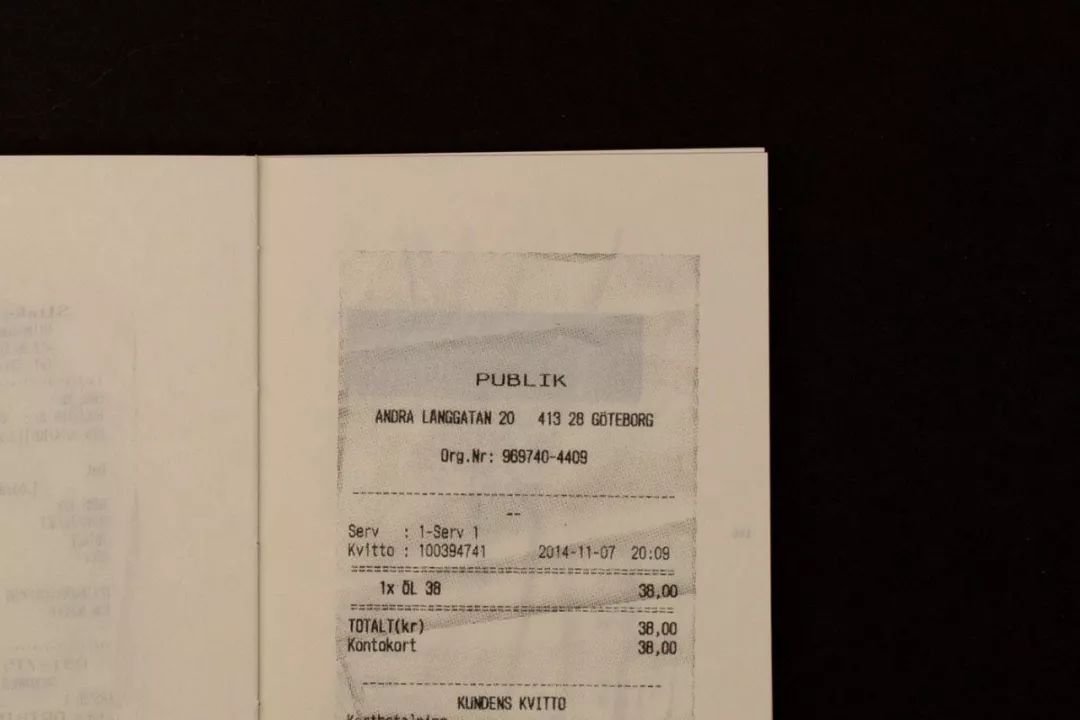 PUBLIK
ANDRA LÅNGGATAN 20 413 28 GÖTEBORG
Org.Nr: 969740-4409
--
Serv : 1-Serv 1
Kvitto : 100394741 2014-11-07 20:09
1x ÖL 38 38,00
TOTALT(kr) 38,00
Kontokort 38,00
KUNDENS KVITTO